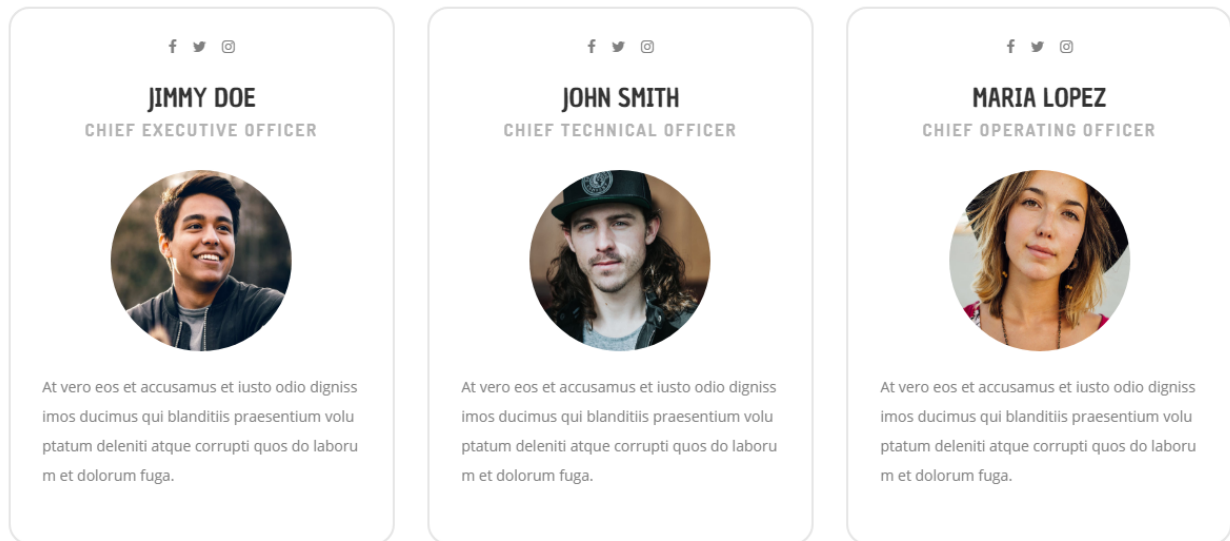 JIMMY DOE
CHIEF EXECUTIVE OFFICER
At vero eos et accusamus et iusto odio digniss
imos ducimus qui blanditiis praesentium volu
ptatum deleniti atque corrupti quos do laboru
m et dolorum fuga.
JOHN SMITH
CHIEF TECHNICAL OFFICER
At vero eos et accusamus et iusto odio digniss
imos ducimus qui blanditiis praesentium volu
ptatum deleniti atque corrupti quos do laboru
m et dolorum fuga.
MARIA LOPEZ
CHIEF OPERATING OFFICER
At vero eos et accusamus et iusto odio digniss
imos ducimus qui blanditiis praesentium volu
ptatum deleniti atque corrupti quos do laboru
m et dolorum fuga.